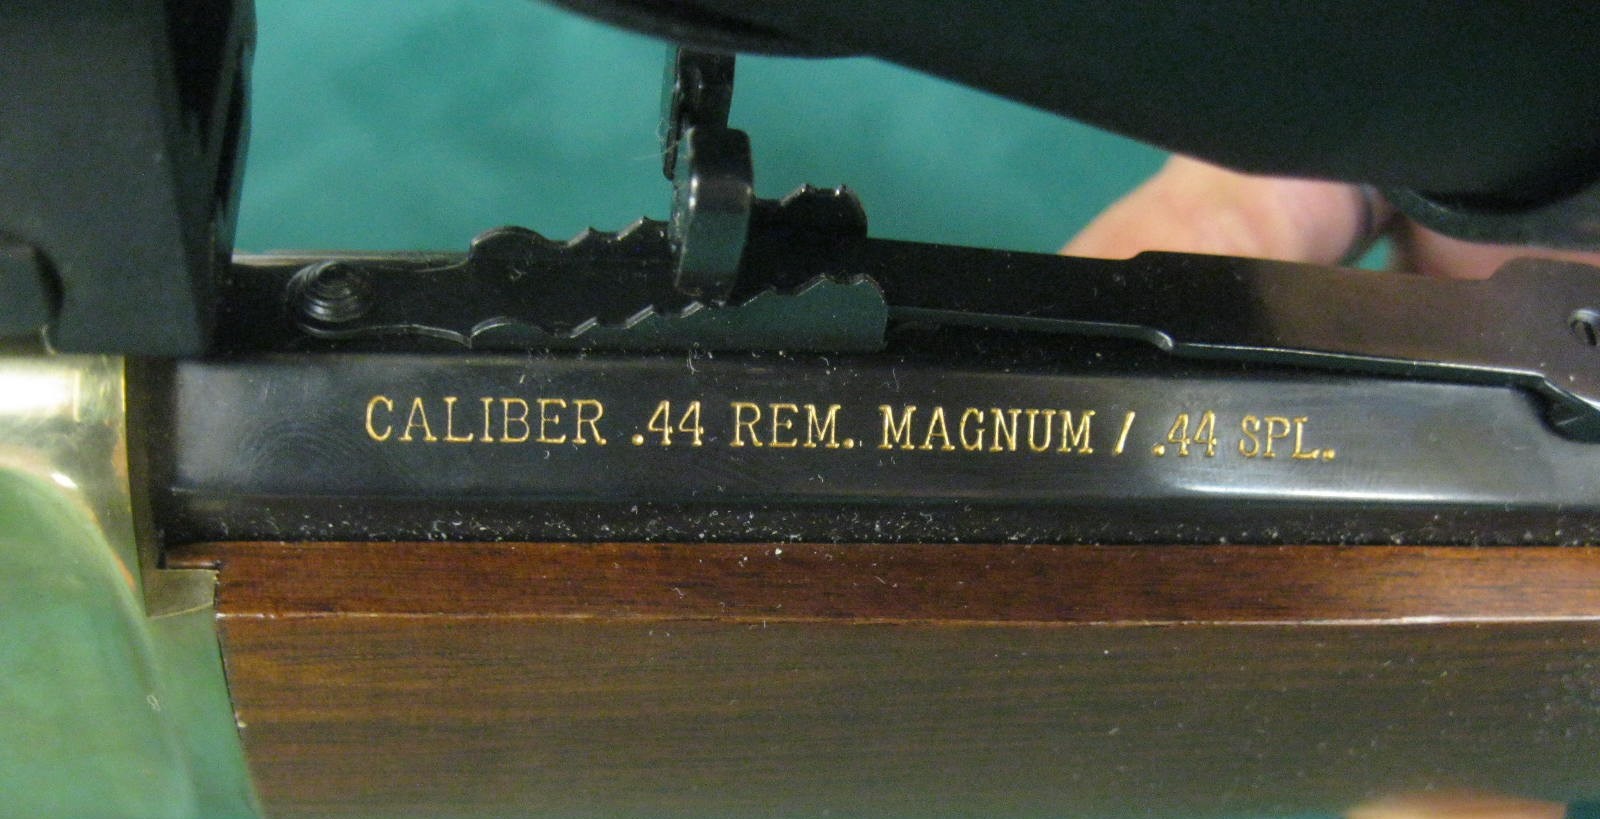 CALIBER .44 REM. MAGNUM / .44 SPL.